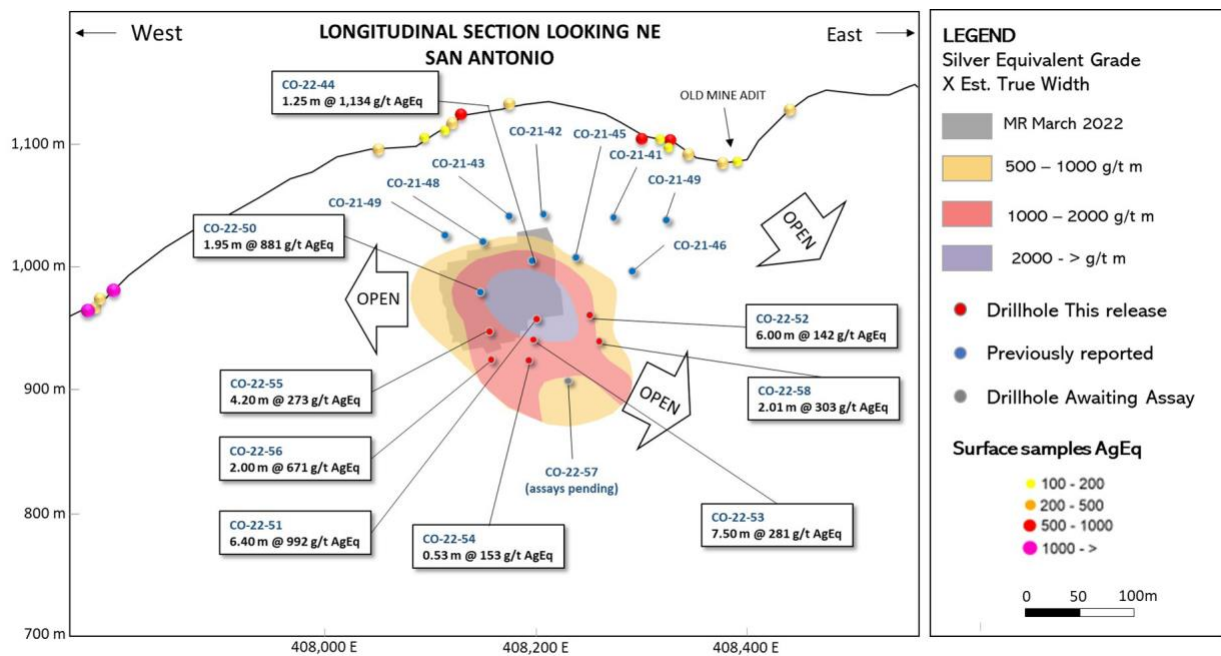 West
LONGITUDINAL SECTION LOOKING NE
SAN ANTONIO
East
CO-22-44
1.25 m @ 1,134 g/t AgEq
OLD MINE ADIT
1,100 m
CO-21-42
CO-21-45
CO-21-43
CO-21-41
CO-21-48
CO-21-49
CO-21-49
CO-22-50
1.95 m @ 881 g/t AgEq
CO-21-46
OPEN
1,000 m
OPEN
CO-22-52
6.00 m @ 142 g/t AgEq
900 m
CO-22-55
4.20 m @ 273 g/t AgEq
OPEN
CO-22-58
2.01 m @ 303 g/t AgEq
CO-22-56
2.00 m @ 671 g/t AgEq
CO-22-57
(assays pending)
800 m
CO-22-51
6.40 m @ 992 g/t AgEq
CO-22-54
0.53 m @ 153 g/t AgEq
CO-22-53
7.50 m @ 281 g/t AgEq
700 m
408,000 E
408,200 E
408,400 E
LEGEND
Silver Equivalent Grade
X Est. True Width
MR March 2022
500 – 1000 g/t m
1000 – 2000 g/t m
2000 - > g/t m
Drillhole This release
Previously reported
Drillhole Awaiting Assay
Surface samples AgEq
100 - 200
200 - 500
500 - 1000
1000 - >
0 50 100m